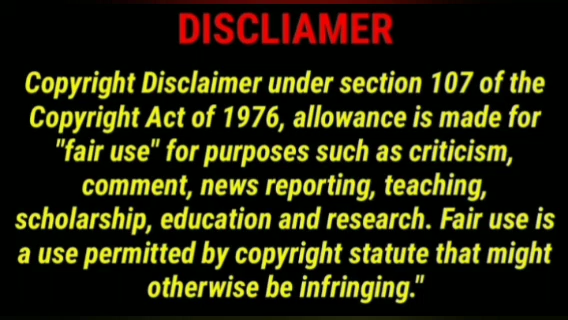 DISCLIAMER
Copyright Disclaimer under section 107 of the
Copyright Act of 1976, allowance is made for
"fair use" for purposes such as criticism,
comment, news reporting, teaching,
scholarship, education and research. Fair use is
a use permitted by copyright statute that might
otherwise be infringing."